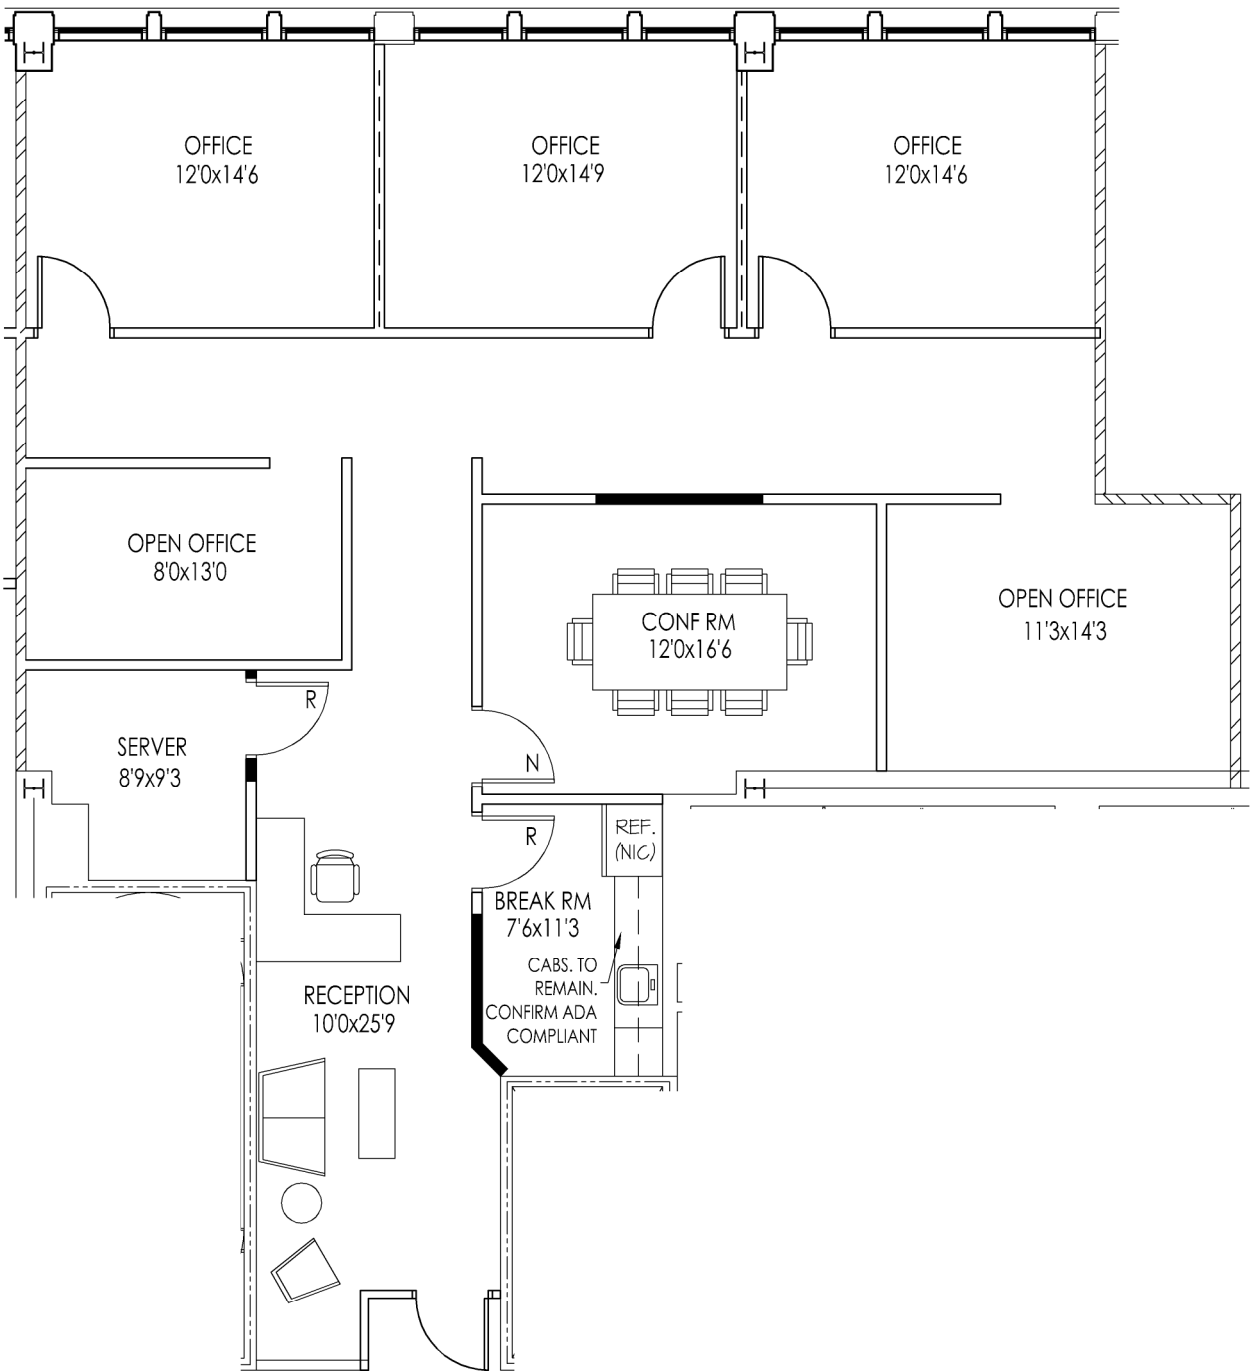 OFFICE
12'0x14'6
OFFICE
12'0x14'9
OFFICE
12'0x14'6
OPEN OFFICE
8'0x13'0
CONF RM
12'0x16'6
OPEN OFFICE
11'3x14'3
R
SERVER
8'9x9'3
N
R
REF.
(NIC)
BREAK RM
7'6x11'3
CABS. TO
REMAIN.
CONFIRM ADA
COMPLIANT
RECEPTION
10'0x25'9